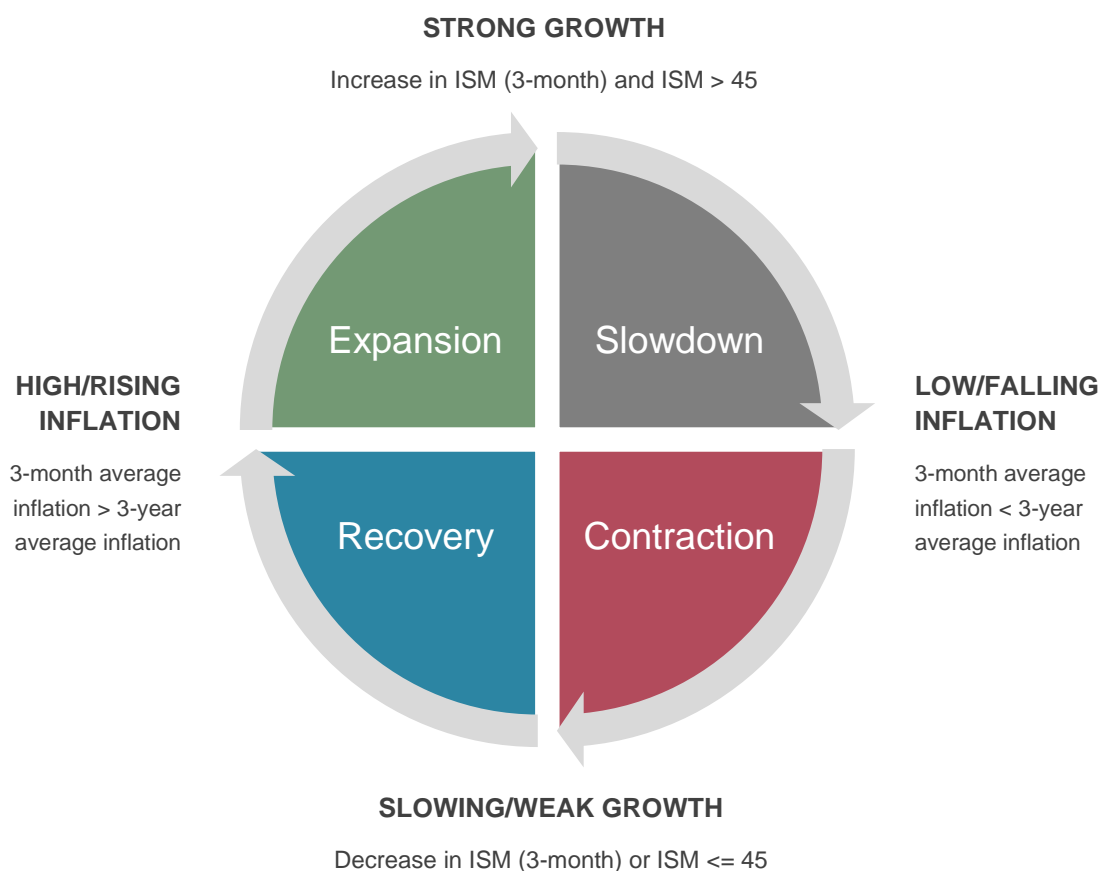 STRONG GROWTH
Increase in ISM (3-month) and ISM > 45
Expansion
Slowdown
HIGH/RISING
INFLATION
3-month average
inflation > 3-year
average inflation
LOW/FALLING
INFLATION
3-month average
inflation < 3-year
average inflation
Recovery
Contraction
SLOWING/WEAK GROWTH
Decrease in ISM (3-month) or ISM <= 45